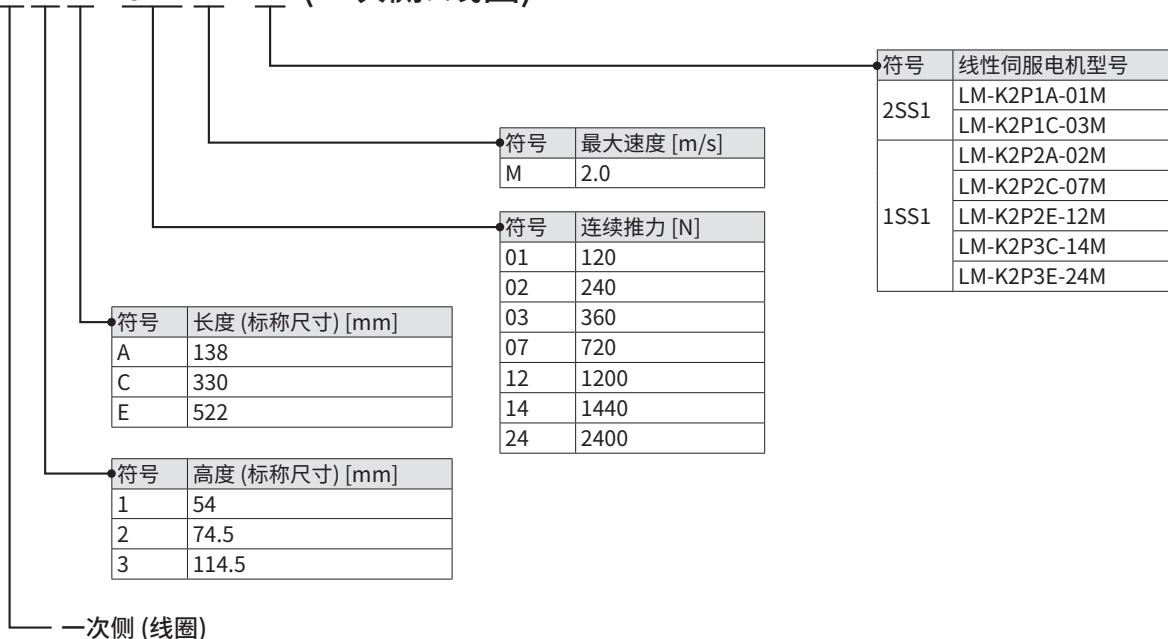 符号 线性伺服电机型号
2SS1 LM-K2P1A-01M
LM-K2P1C-03M
1SS1 LM-K2P2A-02M
LM-K2P2C-07M
LM-K2P2E-12M
LM-K2P3C-14M
LM-K2P3E-24M
符号 最大速度 [m/s]
M 2.0
符号 连续推力 [N]
01 120
02 240
03 360
07 720
12 1200
14 1440
24 2400
符号 长度 (标称尺寸) [mm]
A 138
C 330
E 522
符号 高度 (标称尺寸) [mm]
1 54
2 74.5
3 114.5
一次侧 (线圈)